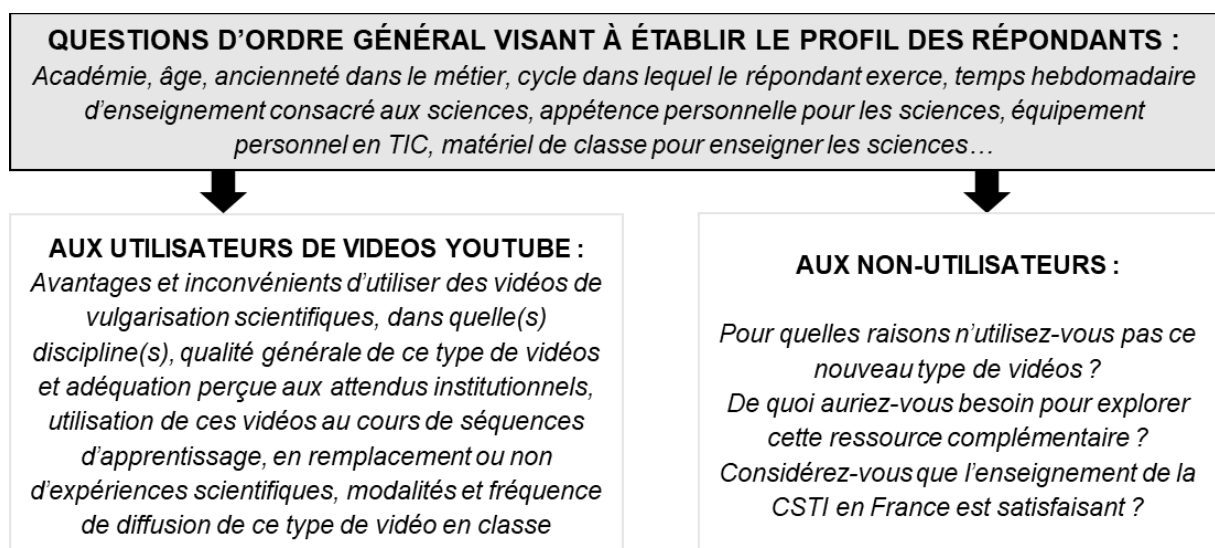 QUESTIONS D’ORDRE GÉNÉRAL VISANT À ÉTABLIR LE PROFIL DES RÉPONDANTS :
Académie, âge, ancienneté dans le métier, cycle dans lequel le répondant exerce, temps hebdomadaire
d’enseignement consacré aux sciences, appétence personnelle pour les sciences, équipement
personnel en TIC, matériel de classe pour enseigner les sciences…
AUX UTILISATEURS DE VIDEOS YOUTUBE :
Avantages et inconvénients d’utiliser des vidéos de
vulgarisation scientifiques, dans quelle(s)
discipline(s), qualité générale de ce type de vidéos
et adéquation perçue aux attendus institutionnels,
utilisation de ces vidéos au cours de séquences
d’apprentissage, en remplacement ou non
d’expériences scientifiques, modalités et fréquence
de diffusion de ce type de vidéo en classe
AUX NON-UTILISATEURS :
Pour quelles raisons n’utilisez-vous pas ce
nouveau type de vidéos ?
De quoi auriez-vous besoin pour explorer
cette ressource complémentaire ?
Considérez-vous que l’enseignement de la
CSTI en France est satisfaisant ?